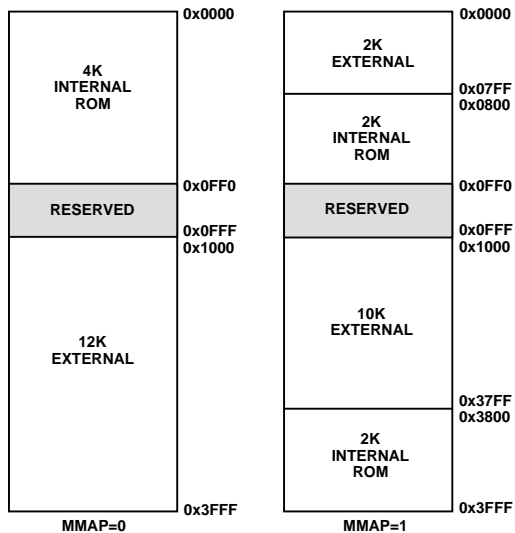 0x0000
4K
INTERNAL
ROM
0x0FF0
RESERVED
0x0FFF
0x1000
12K
EXTERNAL
0x3FFF
MMAP=0
0x0000
2K
EXTERNAL
0x07FF
0x0800
2K
INTERNAL
ROM
0x0FF0
RESERVED
0x0FFF
0x1000
10K
EXTERNAL
0x37FF
0x3800
2K
INTERNAL
ROM
0x3FFF
MMAP=1